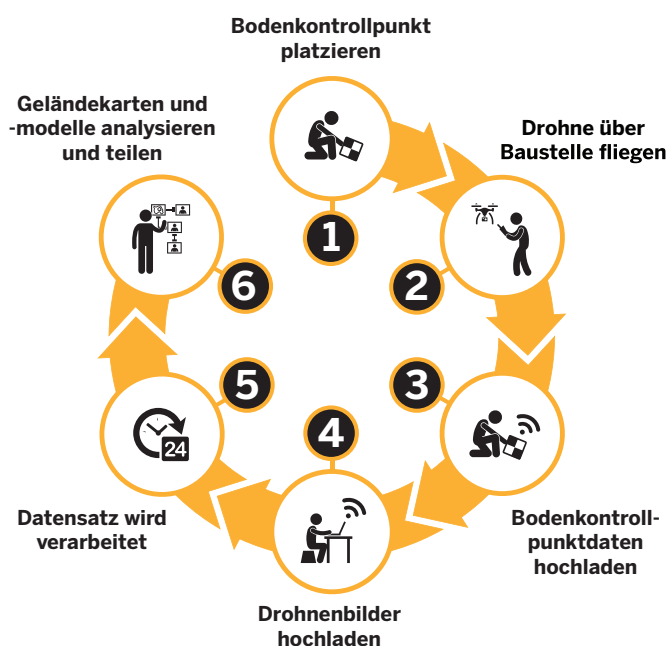 Bodenkontrollpunkt
platzieren
1
Drohne über
Baustelle fliegen
2
3
Bodenkontroll-
punktdaten
hochladen
4
Drohnenbilder
hochladen
5
24
Datensatz wird
verarbeitet
6
Geländekarten und
-modelle analysieren
und teilen